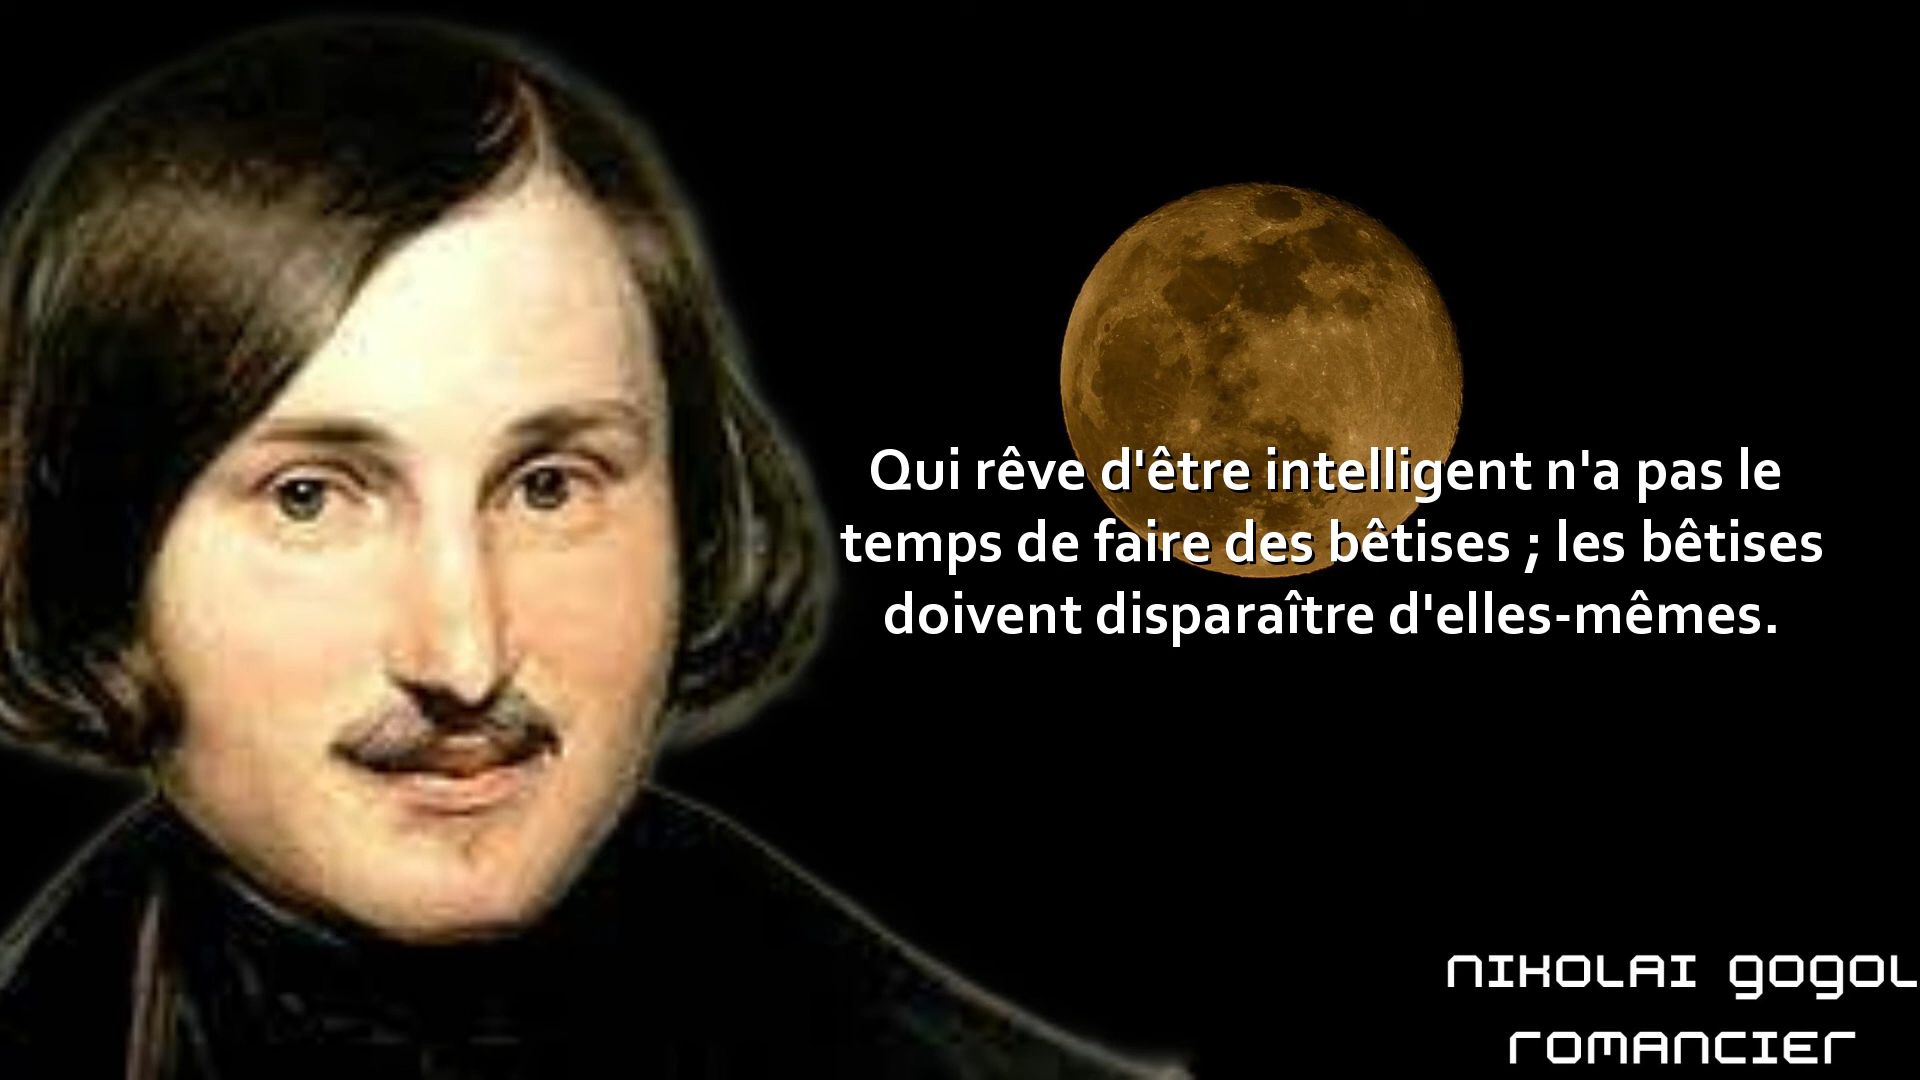 Qui rêve d'être intelligent n'a pas le
temps de faire des bêtises ; les bêtises
doivent disparaître d'elles-mêmes.
NIKOLAI GOGOL
ROMANCIER